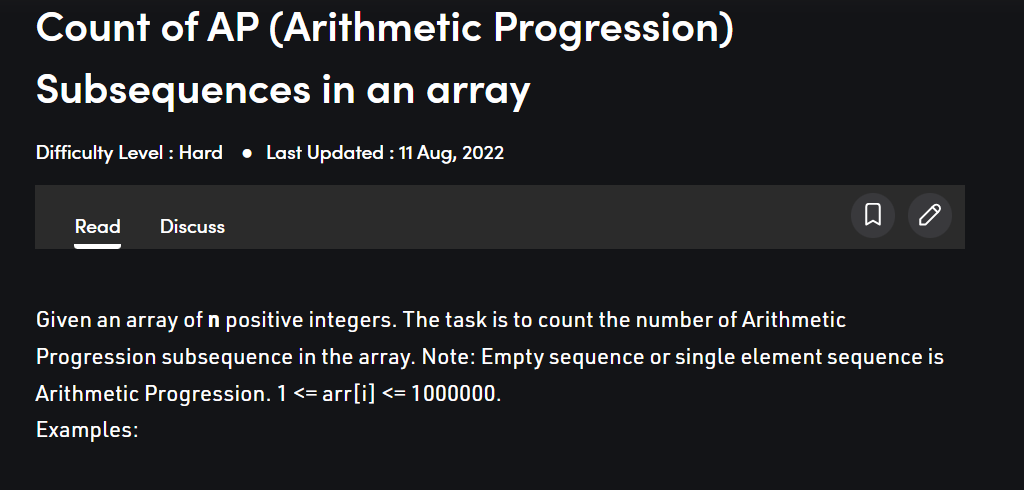 Count of AP (Arithmetic Progression)
Subsequences in an array
Difficulty Level : Hard ● Last Updated : 11 Aug, 2022
Read Discuss
Given an array of n positive integers. The task is to count the number of Arithmetic
Progression subsequence in the array. Note: Empty sequence or single element sequence is
Arithmetic Progression. 1 <= arr[i] <= 1000000.
Examples: